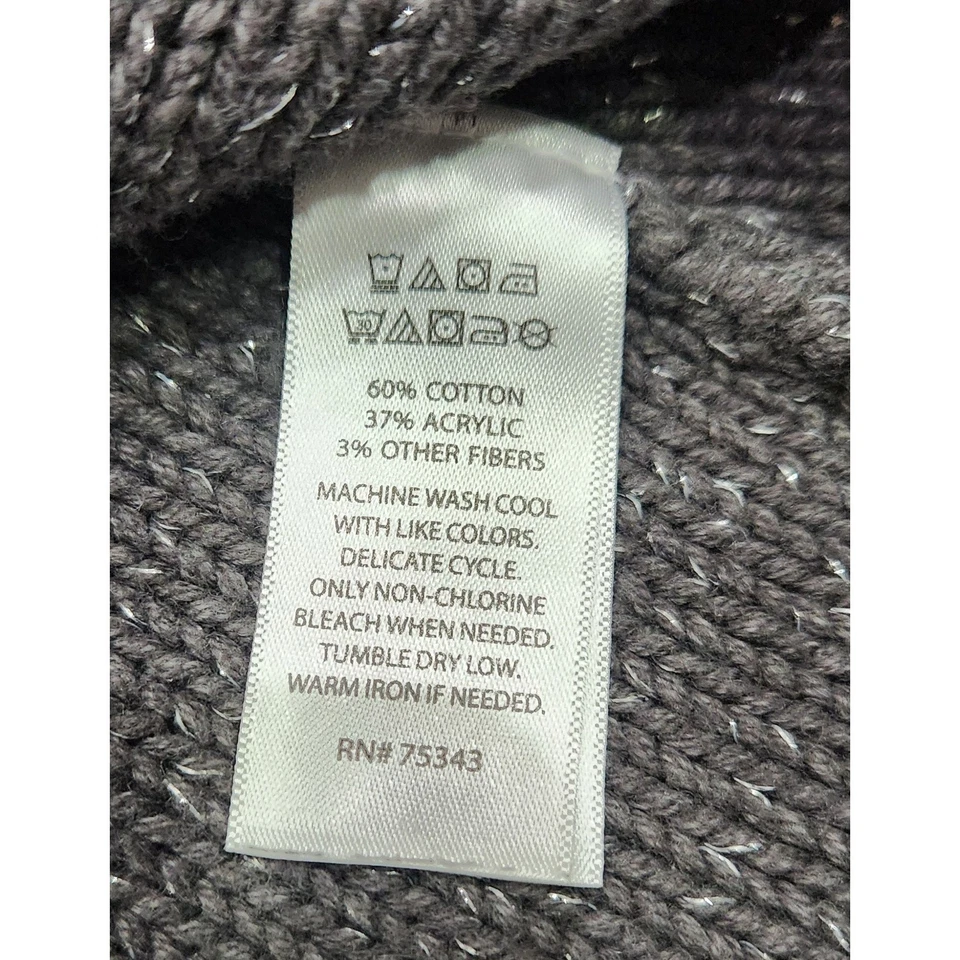 30
60% COTTON
37% ACRYLIC
3% OTHER FIBERS
MACHINE WASH COOL
WITH LIKE COLORS.
DELICATE CYCLE.
ONLY NON-CHLORINE
BLEACH WHEN NEEDED.
TUMBLE DRY LOW.
WARM IRON IF NEEDED.
RN# 75343